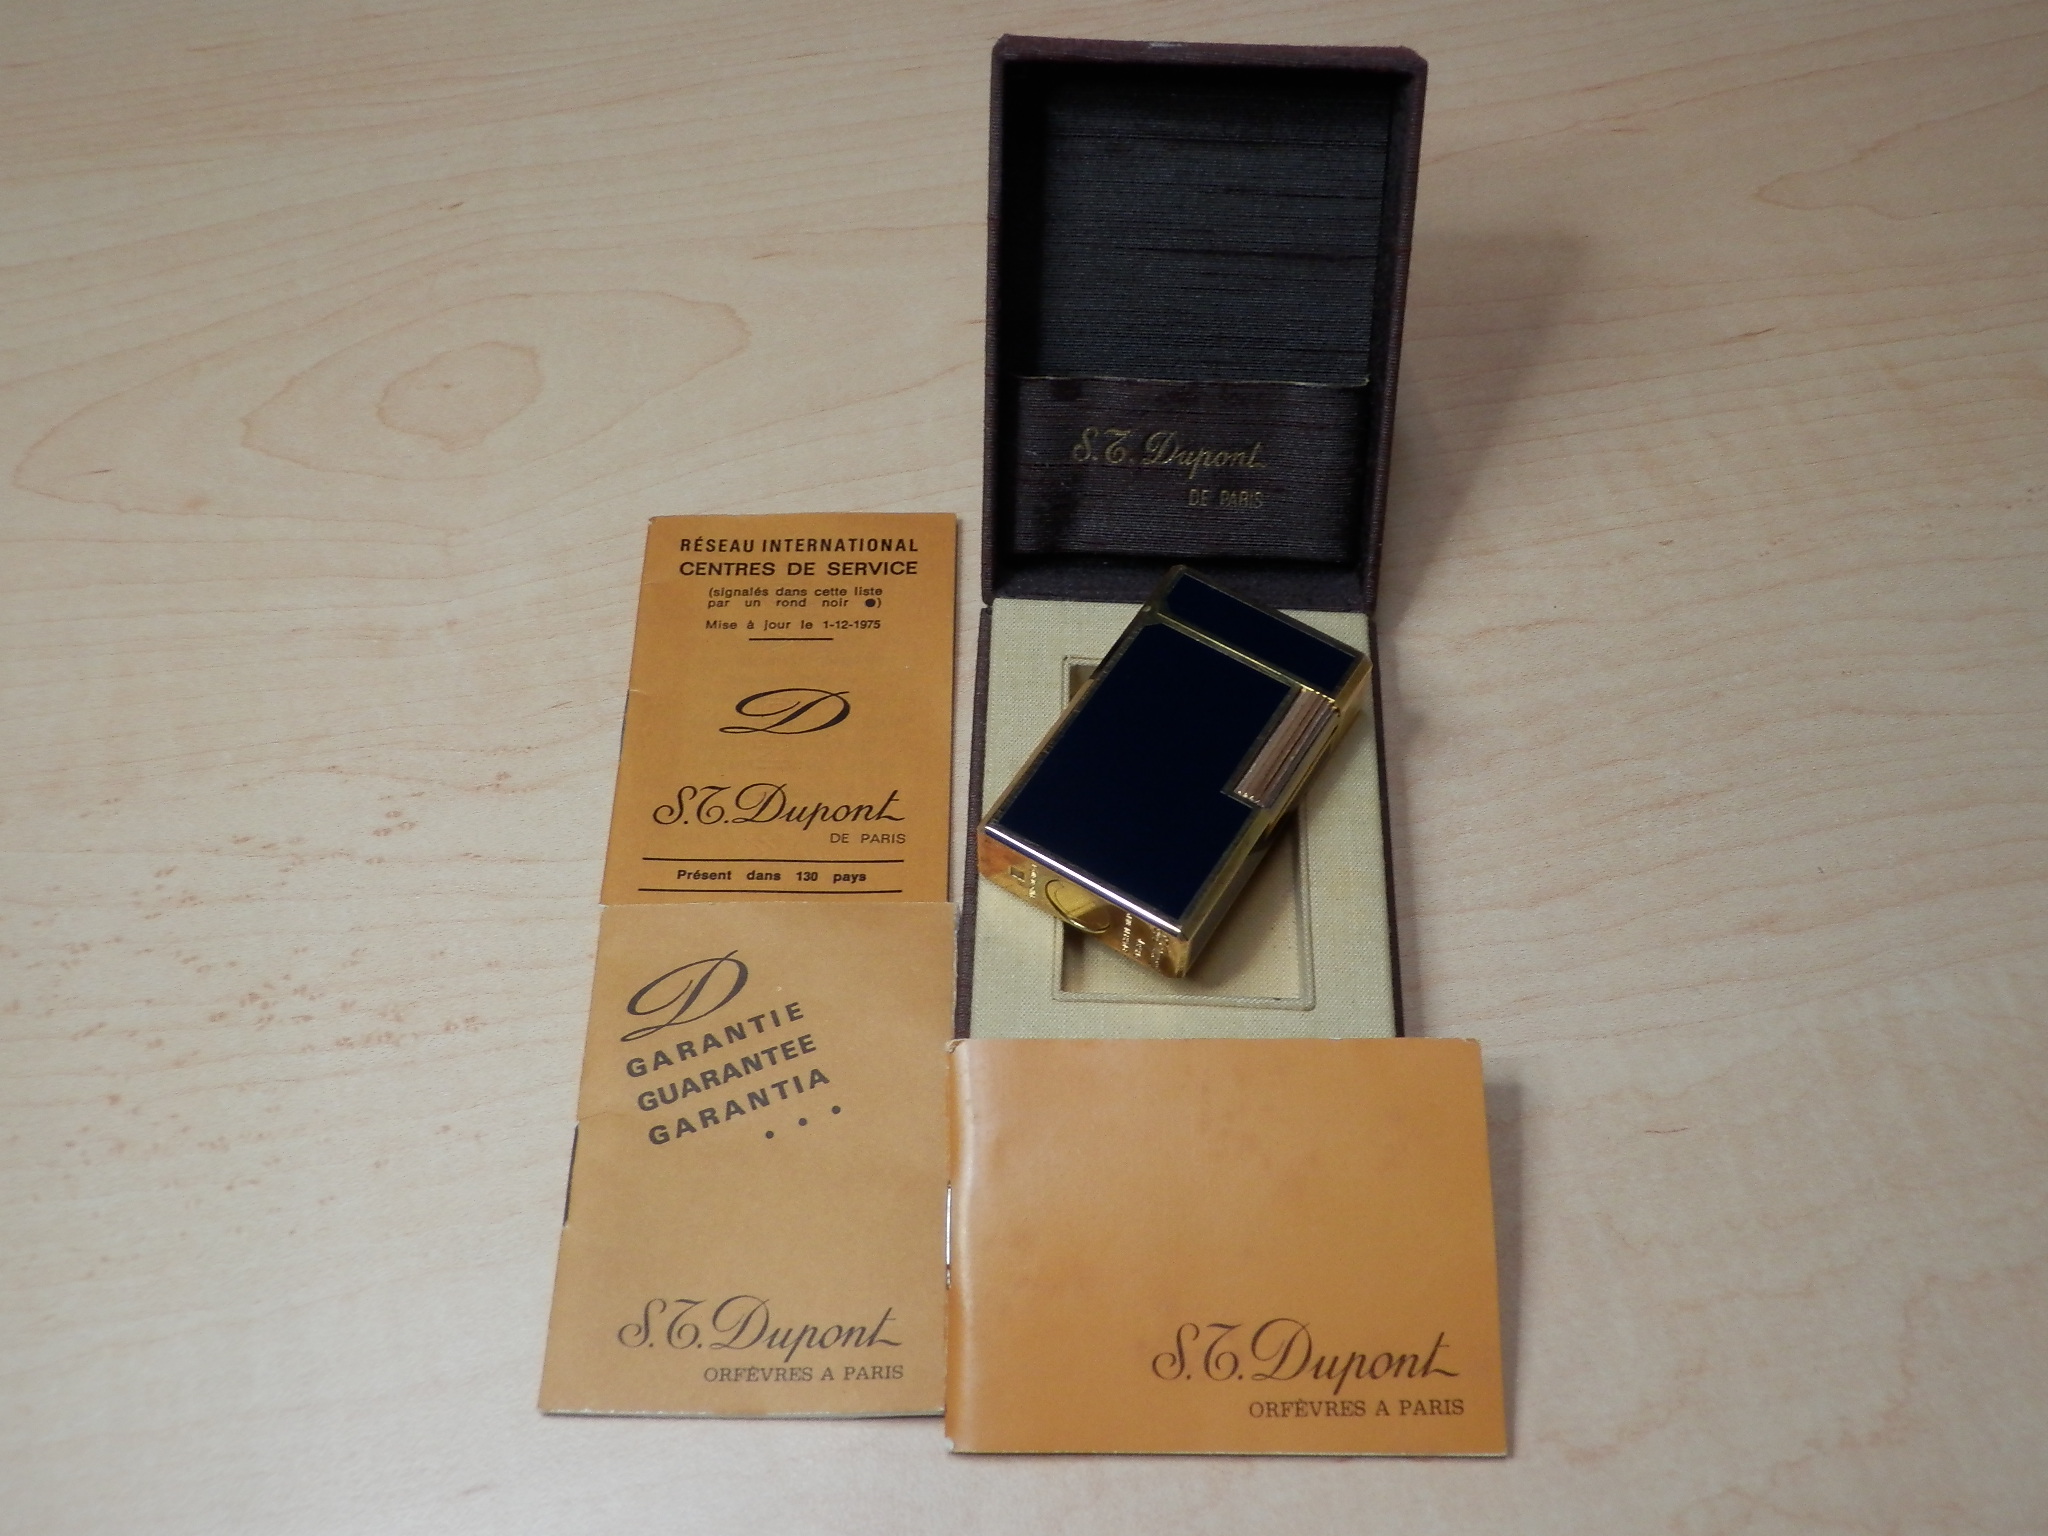 S.T. Dupont
DE PARIS
RÉSEAU INTERNATIONAL
CENTRES DE SERVICE
(signalés dans cette liste
par un rond noir ●)
Mise à jour le 1-12-1975
D
S.T. Dupont
DE PARIS
Présent dans 130 pays
D
GARANTIE
GUARANTEE
GARANTIA
...
S.T. Dupont
ORFÈVRES A PARIS
S.T. Dupont
ORFÈVRES A PARIS